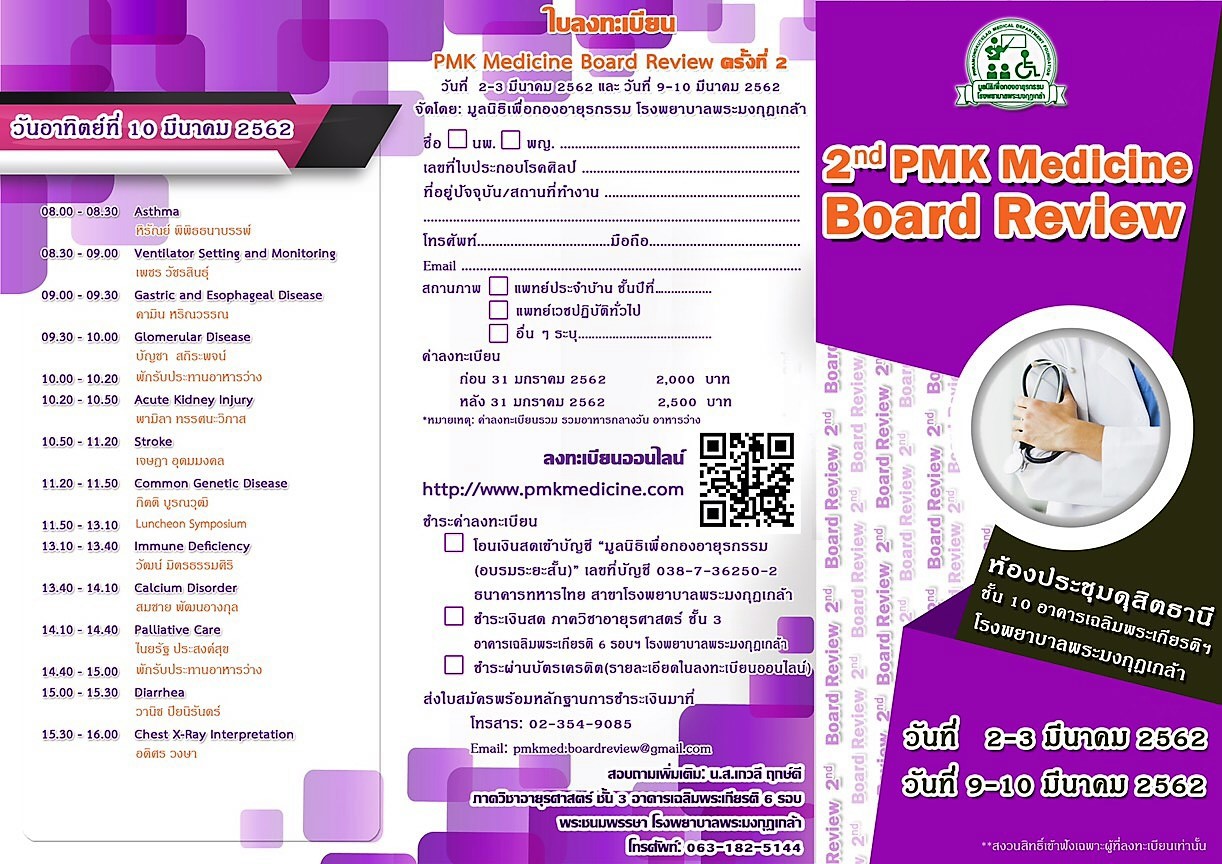 วันอาทิตย์ที่ 10 มีนาคม 2562
08.00 - 08.30 Asthma
หิรัณย์ พิพิธธนาบรรพ์
08.30 - 09.00 Ventilator Setting and Monitoring
เพชร วัชรสินธุ์
09.00 - 09.30 Gastric and Esophageal Disease
คามิน หริณวรรณ
09.30 - 10.00 Glomerular Disease
บัญชา สถิระพจน์
10.00 - 10.20 พักรับประทานอาหารว่าง
10.20 - 10.50 Acute Kidney Injury
พามิลา ทรรศนะวิภาส
10.50 - 11.20 Stroke
เจษฎา อุดมมงคล
11.20 - 11.50 Common Genetic Disease
กิตติ บูรณวุฒิ
11.50 - 13.10 Luncheon Symposium
13.10 - 13.40 Immune Deficiency
วัฒน์ มิตรธรรมศิริ
13.40 - 14.10 Calcium Disorder
สมชาย พัฒนอางกุล
14.10 - 14.40 Palliative Care
ไนยรัฐ ประสงค์สุข
14.40 - 15.00 พักรับประทานอาหารว่าง
15.00 - 15.30 Diarrhea
วานิช ปิยนิรันดร์
15.30 - 16.00 Chest X-Ray Interpretation
อดิศร วงษา
ใบลงทะเบียน
PMK Medicine Board Review ครั้งที่ 2
วันที่ 2-3 มีนาคม 2562 และ วันที่ 9-10 มีนาคม 2562
จัดโดย: มูลนิธิเพื่อกองอายุรกรรม โรงพยาบาลพระมงกุฎเกล้า
ชื่อ ☐ นพ. ☐ พญ. ........................................
เลขที่ใบประกอบโรคศิลป ........................................
ที่อยู่ปัจจุบัน/สถานที่ทำงาน ........................................
........................................
โทรศัพท์..............................มือถือ..............................
Email ........................................
สถานภาพ ☐ แพทย์ประจำบ้าน ชั้นปีที่...............
☐ แพทย์เวชปฏิบัติทั่วไป
☐ อื่น ๆ ระบุ..............................
ค่าลงทะเบียน
ก่อน 31 มกราคม 2562 2,000 บาท
หลัง 31 มกราคม 2562 2,500 บาท
*หมายเหตุ: ค่าลงทะเบียนรวม รวมอาหารกลางวัน อาหารว่าง
ลงทะเบียนออนไลน์
http://www.pmkmedicine.com
ชำระค่าลงทะเบียน
☐ โอนเงินสดเข้าบัญชี “มูลนิธิเพื่อกองอายุรกรรม
(อบรมระยะสั้น)” เลขที่บัญชี 038-7-36250-2
ธนาคารทหารไทย สาขาโรงพยาบาลพระมงกุฎเกล้า
☐ ชำระเงินสด ภาควิชาอายุรศาสตร์ ชั้น 3
อาคารเฉลิมพระเกียรติ 6 รอบฯ โรงพยาบาลพระมงกุฎเกล้า
☐ ชำระผ่านบัตรเครดิต(รายละเอียดในลงทะเบียนออนไลน์)
ส่งใบสมัครพร้อมหลักฐานการชำระเงินมาที่
โทรสาร: 02-354-9085
Email: pmkmed.boardreview@gmail.com
สอบถามเพิ่มเติม: น.ส.เทวลี ฤกษ์ดี
ภาควิชาอายุรศาสตร์ ชั้น 3 อาคารเฉลิมพระเกียรติ 6 รอบ
พระชนมพรรษา โรงพยาบาลพระมงกุฎเกล้า
โทรศัพท์: 063-182-5144
PHRAMONGKUTKLAO MEDICAL DEPARTMENT FOUNDATION
มูลนิธิเพื่อกองอายุรกรรม
โรงพยาบาลพระมงกุฎเกล้า
2nd PMK Medicine
Board Review
Board Review 2nd
ห้องประชุมดุสิตธานี
ชั้น 10 อาคารเฉลิมพระเกียรติฯ
โรงพยาบาลพระมงกุฎเกล้า
วันที่ 2-3 มีนาคม 2562
วันที่ 9-10 มีนาคม 2562
**สงวนสิทธิ์เข้าฟังเฉพาะผู้ที่ลงทะเบียนเท่านั้น